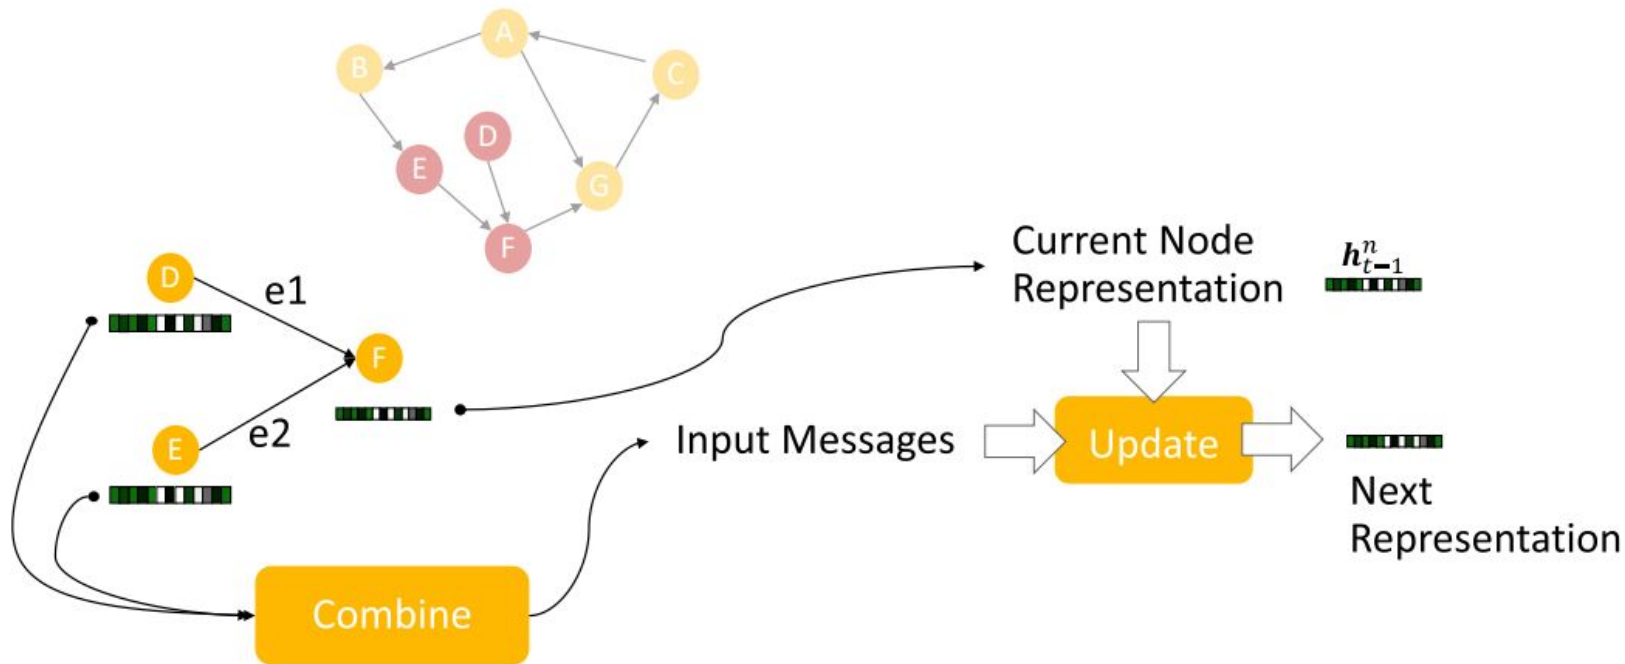 A
B
C
D
E
G
F
D
e1
F
E
e2
Current Node
Representation
h^n_{t-1}
Input Messages
Update
Next
Representation
Combine